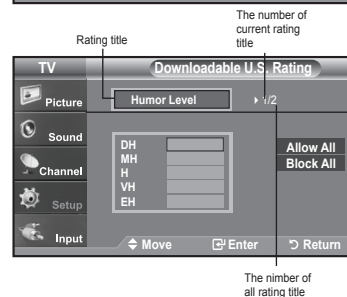 The number of
current rating
title
Rating title
TV
Downloadable U.S. Rating
Picture
Humor Level
1/2
Sound
DH
MH
H
VH
EH
Allow All
Block All
Channel
Setup
Input
Move
Enter
Return
The nimber of
all rating title